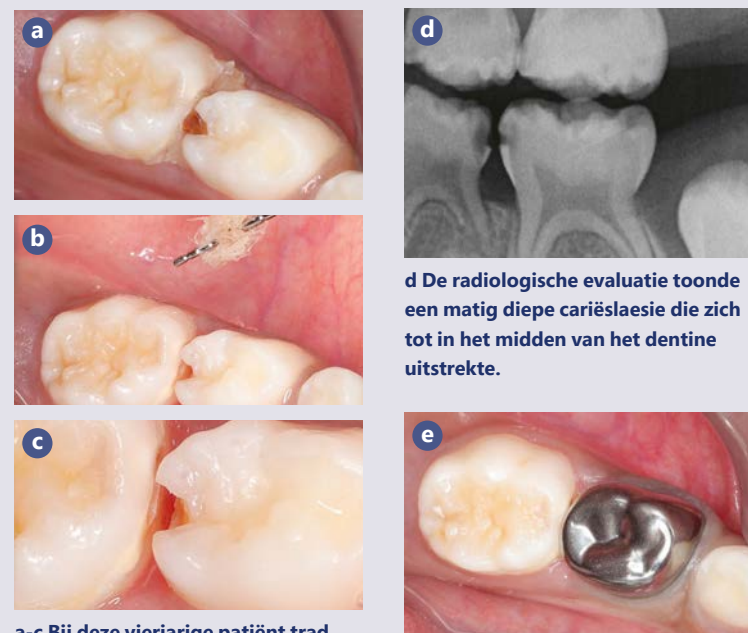 a
b
c
a-c Bij deze vierjarige patiënt trad
d
d De radiologische evaluatie toonde
een matig diepe cariëslaesie die zich
tot in het midden van het dentine
uitstrekte.
e